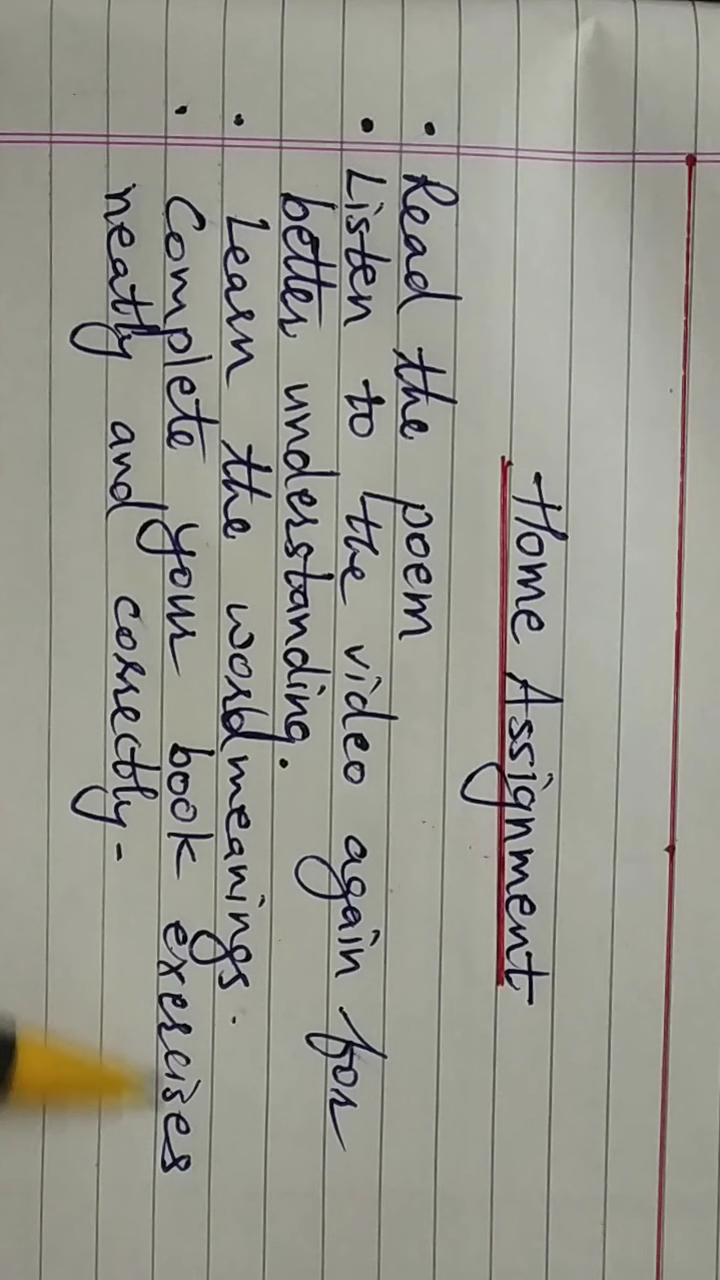 Home Assignment
• Read the poem
• Listen to the video again for
better understanding.
• Learn the word meanings.
• Complete your book exercises
neatly and correctly.